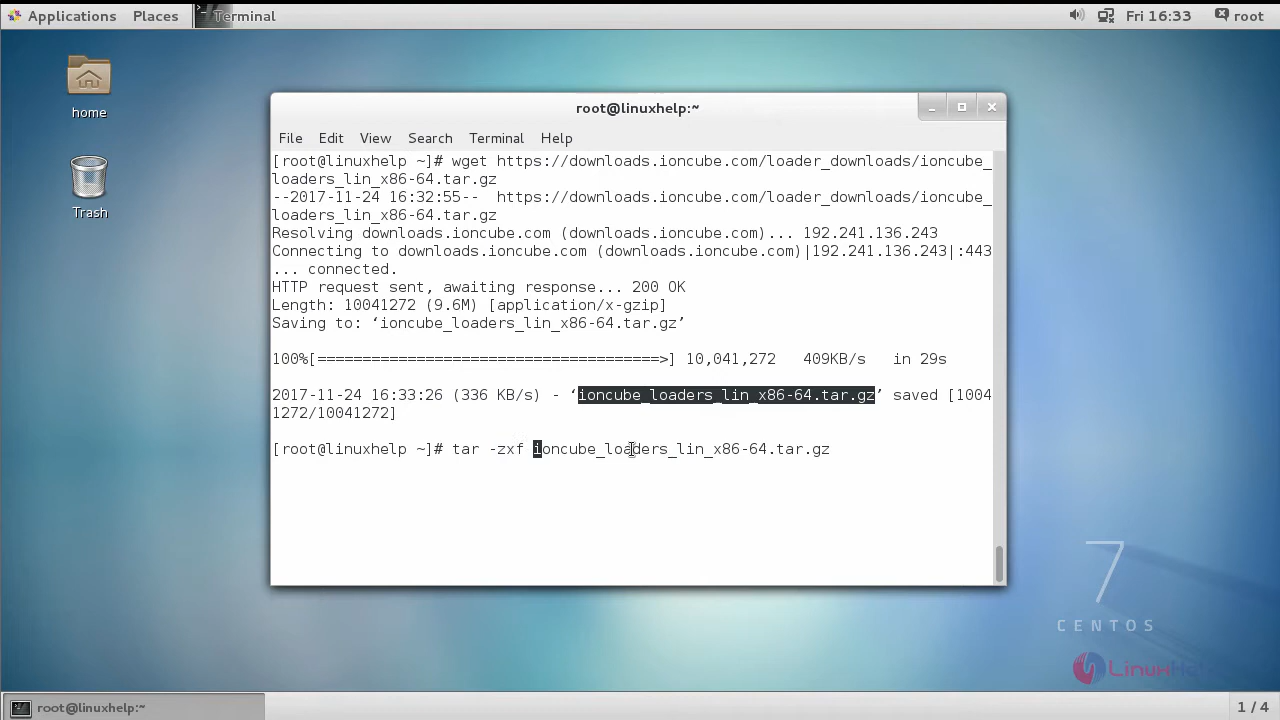 Applications Places Terminal Fri 16:33 root
home
Trash
root@linuxhelp:~
File Edit View Search Terminal Help
[root@linuxhelp ~]# wget https://downloads.ioncube.com/loader_downloads/ioncube_
loaders_lin_x86-64.tar.gz
--2017-11-24 16:32:55-- https://downloads.ioncube.com/loader_downloads/ioncube_
loaders_lin_x86-64.tar.gz
Resolving downloads.ioncube.com (downloads.ioncube.com)... 192.241.136.243
Connecting to downloads.ioncube.com (downloads.ioncube.com)|192.241.136.243|:443
... connected.
HTTP request sent, awaiting response... 200 OK
Length: 10041272 (9.6M) [application/x-gzip]
Saving to: ‘ioncube_loaders_lin_x86-64.tar.gz’
100%[======================================>] 10,041,272 409KB/s in 29s
2017-11-24 16:33:26 (336 KB/s) - ‘ioncube_loaders_lin_x86-64.tar.gz’ saved [1004
1272/10041272]
[root@linuxhelp ~]# tar -zxf ioncube_loaders_lin_x86-64.tar.gz
7
CENTOS
LinuxHelp
root@linuxhelp:~
1 / 4